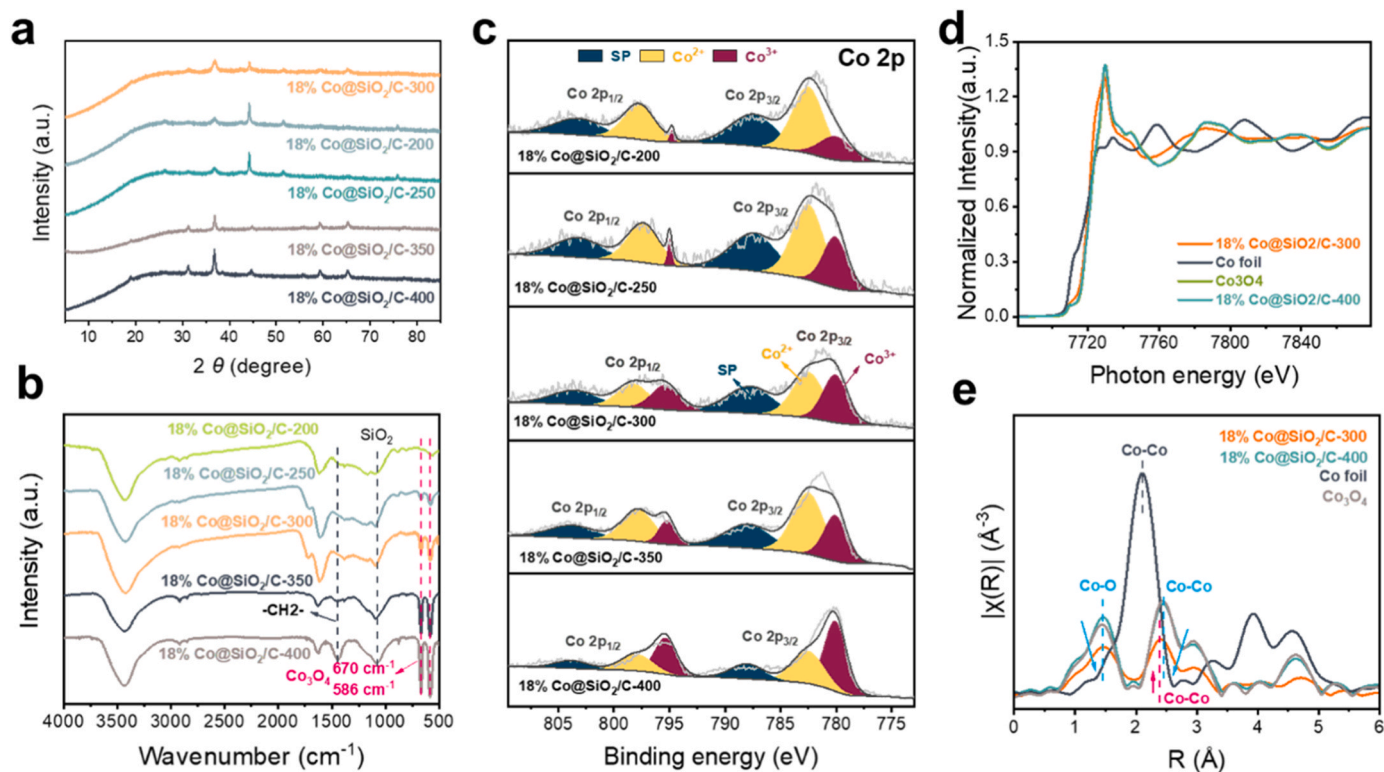 a
Intensity (a.u.)
18% Co@SiO₂/C-300
18% Co@SiO₂/C-200
18% Co@SiO₂/C-250
18% Co@SiO₂/C-350
18% Co@SiO₂/C-400
10 20 30 40 50 60 70 80
2 θ (degree)
b
Intensity (a.u.)
18% Co@SiO₂/C-200
SiO₂
18% Co@SiO₂/C-250
18% Co@SiO₂/C-300
18% Co@SiO₂/C-350
-CH2-
18% Co@SiO₂/C-400
Co₃O₄ 670 cm⁻¹
586 cm⁻¹
4000 3500 3000 2500 2000 1500 1000 500
Wavenumber (cm⁻¹)
c
SP Co²⁺ Co³⁺ Co 2p
Co 2p₁/₂ Co 2p₃/₂
18% Co@SiO₂/C-200
Co 2p₁/₂ Co 2p₃/₂
18% Co@SiO₂/C-250
Co 2p₁/₂ SP Co²⁺ Co 2p₃/₂ Co³⁺
18% Co@SiO₂/C-300
Co 2p₁/₂ Co 2p₃/₂
18% Co@SiO₂/C-350
Co 2p₁/₂ Co 2p₃/₂
18% Co@SiO₂/C-400
805 800 795 790 785 780 775
Binding energy (eV)
d
Normalized Intensity(a.u.)
1.5
1.2
0.9
0.6
0.3
0.0
18% Co@SiO2/C-300
Co foil
Co3O4
18% Co@SiO2/C-400
7720 7760 7800 7840
Photon energy (eV)
e
|χ(R)| (Å⁻³)
18% Co@SiO₂/C-300
18% Co@SiO₂/C-400
Co foil
Co₃O₄
Co-Co
Co-O Co-Co
Co-Co
0 1 2 3 4 5 6
R (Å)